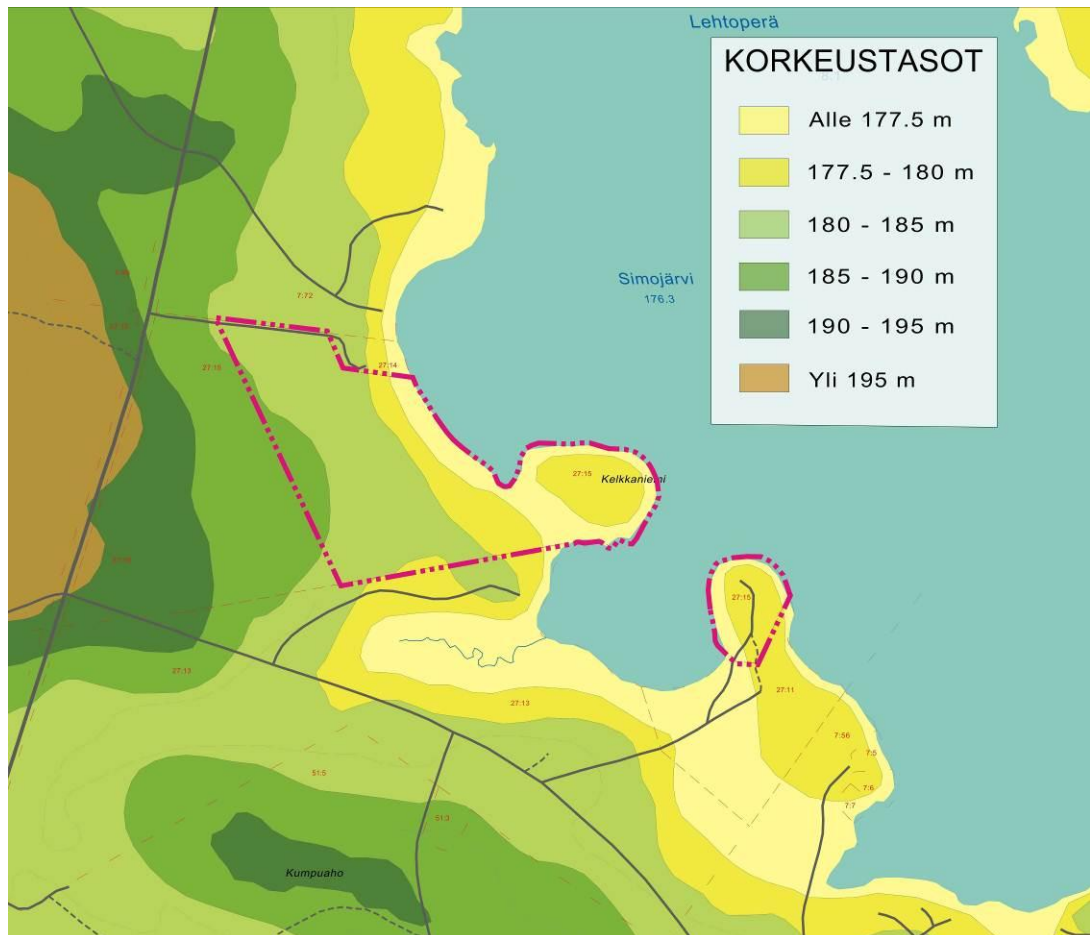 Lehtoperä
KORKEUSTASOT
Alle 177.5 m
177.5 - 180 m
180 - 185 m
185 - 190 m
190 - 195 m
Yli 195 m
Simojärvi
176.3
7:72
27:14
27:15
Kelkkaniemi
27:15
27:11
27:13
27:13
7:56
7:5
7:6
7:7
51:5
51:3
Kumpuaho